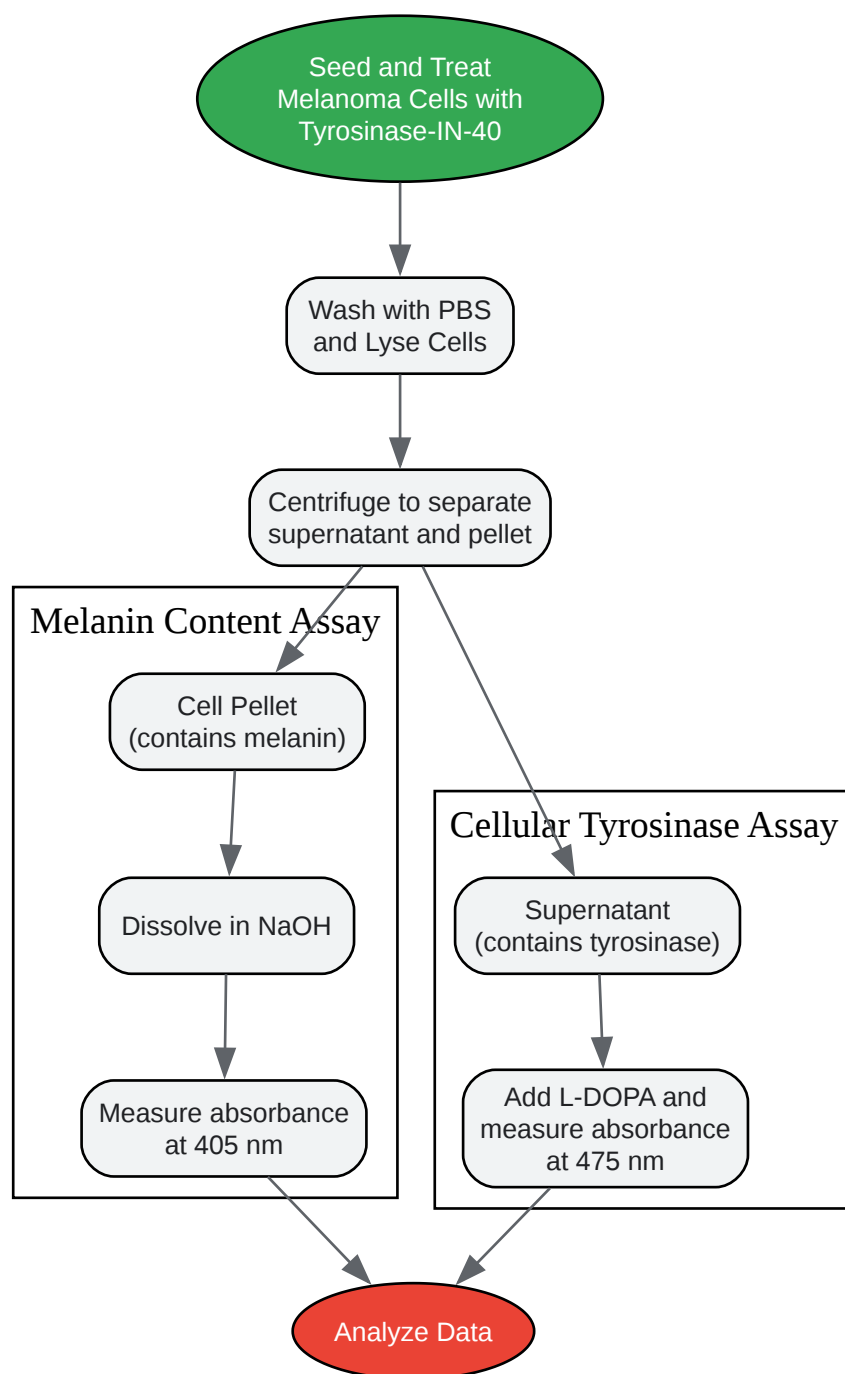 Seed and Treat
Melanoma Cells with
Tyrosinase-IN-40
Wash with PBS
and Lyse Cells
Centrifuge to separate
supernatant and pellet
Melanin Content Assay
Cell Pellet
(contains melanin)
Dissolve in NaOH
Measure absorbance
at 405 nm
Cellular Tyrosinase Assay
Supernatant
(contains tyrosinase)
Add L-DOPA and
measure absorbance
at 475 nm
Analyze Data